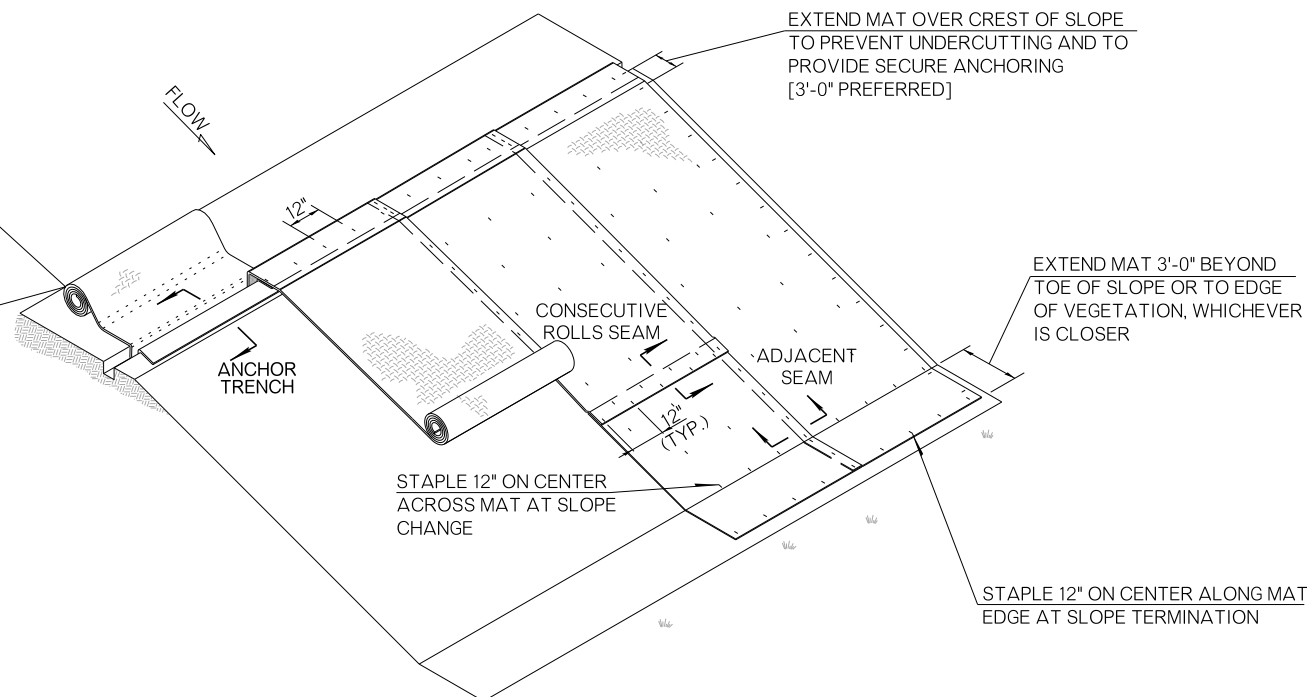 EXTEND MAT OVER CREST OF SLOPE
TO PREVENT UNDERCUTTING AND TO
PROVIDE SECURE ANCHORING
[3'-0" PREFERRED]
FLOW
12"
EXTEND MAT 3'-0" BEYOND
TOE OF SLOPE OR TO EDGE
OF VEGETATION, WHICHEVER
IS CLOSER
CONSECUTIVE
ROLLS SEAM
ADJACENT
SEAM
ANCHOR
TRENCH
12"
(TYP.)
STAPLE 12" ON CENTER
ACROSS MAT AT SLOPE
CHANGE
STAPLE 12" ON CENTER ALONG MAT
EDGE AT SLOPE TERMINATION